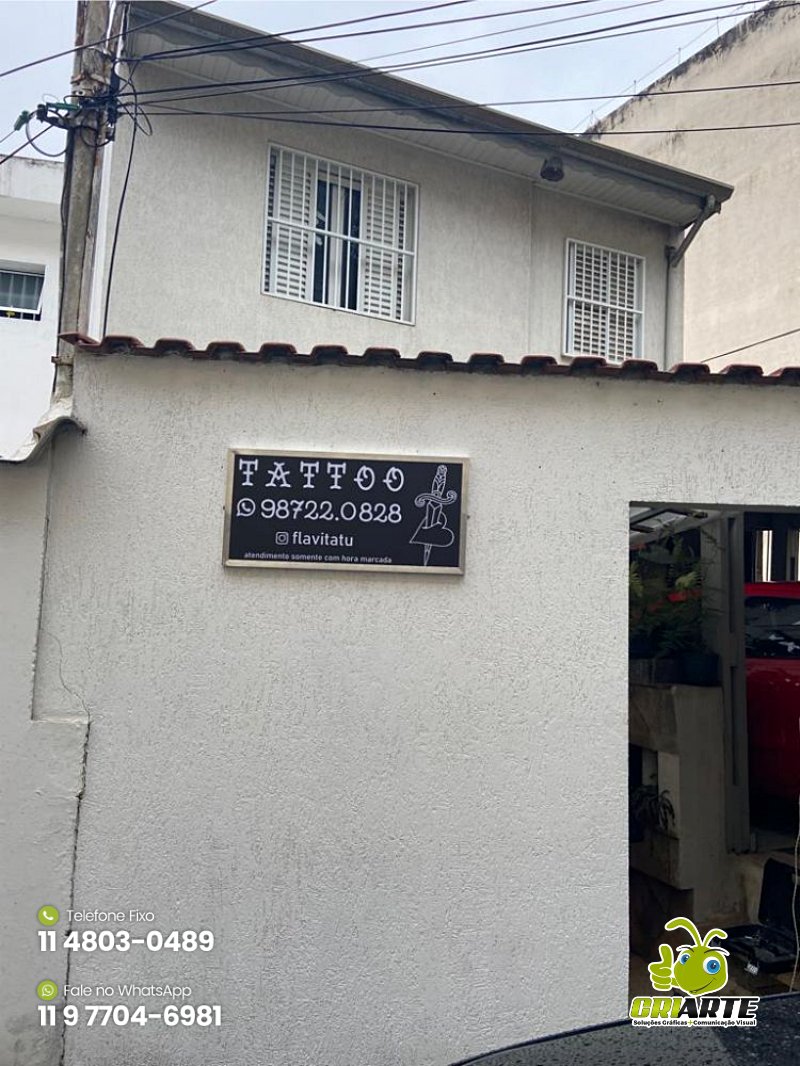 TATTOO
98722.0828
flavitatu
atendimento somente com hora marcada
Telefone Fixo
11 4803-0489
Fale no WhatsApp
11 9 7704-6981
CRIARTE
Soluções Gráficas+Comunicação Visual